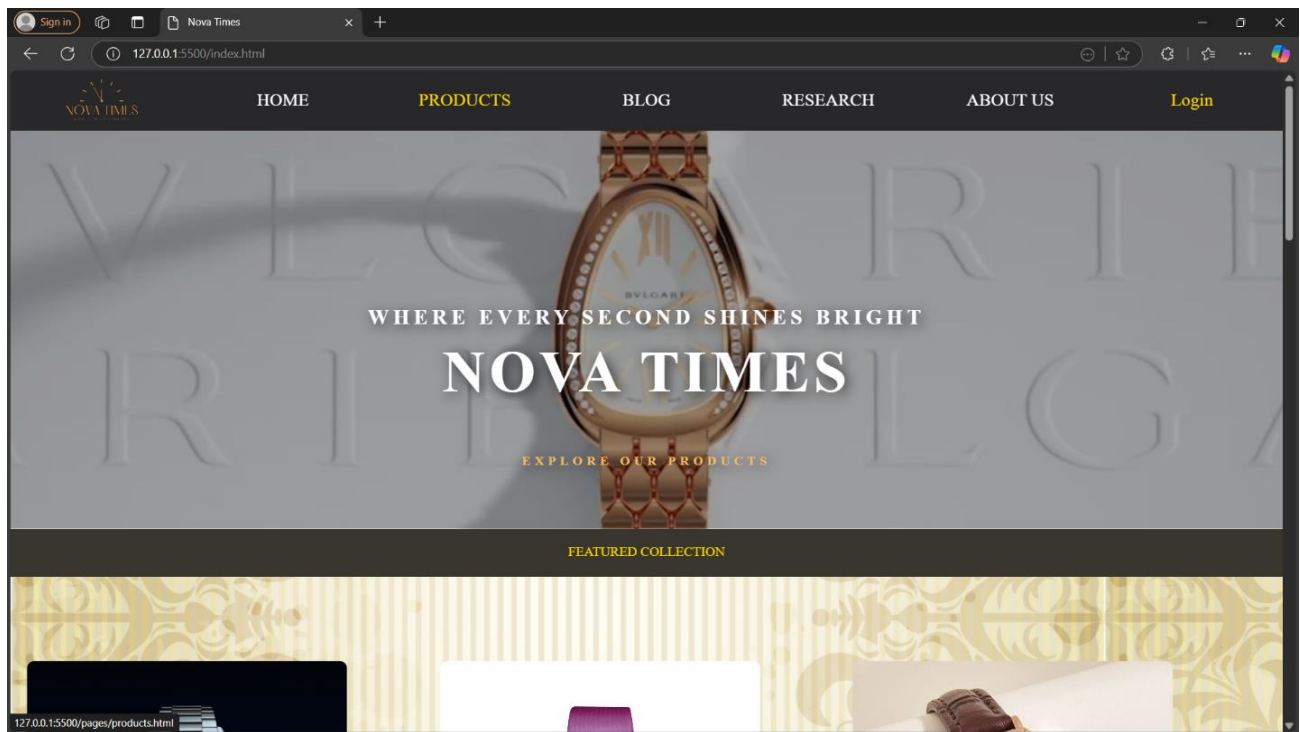 Sign in
Nova Times
127.0.0.1:5500/index.html
NOVA TIMES
HOME
PRODUCTS
BLOG
RESEARCH
ABOUT US
Login
VLGARIE
BVLGARI
WHERE EVERY SECOND SHINES BRIGHT
NOVA TIMES
EXPLORE OUR PRODUCTS
FEATURED COLLECTION
127.0.0.1:5500/pages/products.html